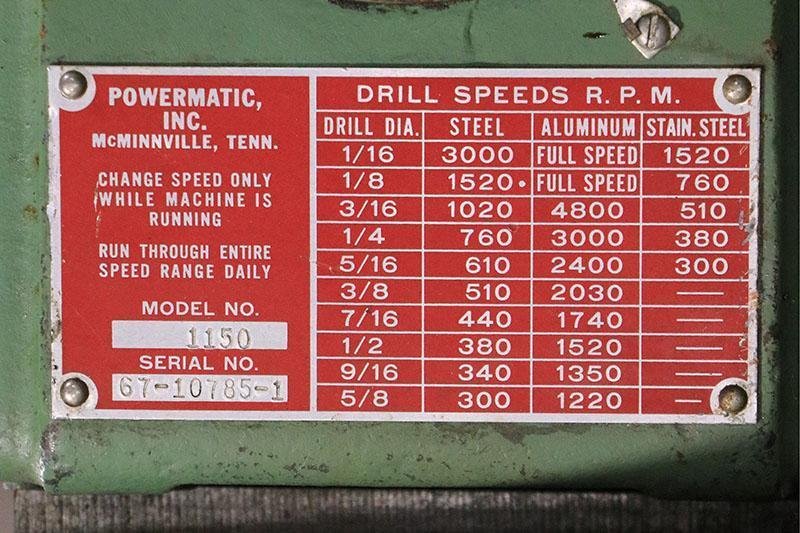 POWERMATIC,
INC.
McMINNVILLE, TENN.
CHANGE SPEED ONLY
WHILE MACHINE IS
RUNNING
RUN THROUGH ENTIRE
SPEED RANGE DAILY
MODEL NO.
1150
SERIAL NO.
67-10785-1
DRILL SPEEDS R.P.M.
DRILL DIA. STEEL ALUMINUM STAIN. STEEL
1/16 3000 FULL SPEED 1520
1/8 1520 FULL SPEED 760
3/16 1020 4800 510
1/4 760 3000 380
5/16 610 2400 300
3/8 510 2030 —
7/16 440 1740 —
1/2 380 1520 —
9/16 340 1350 —
5/8 300 1220 —